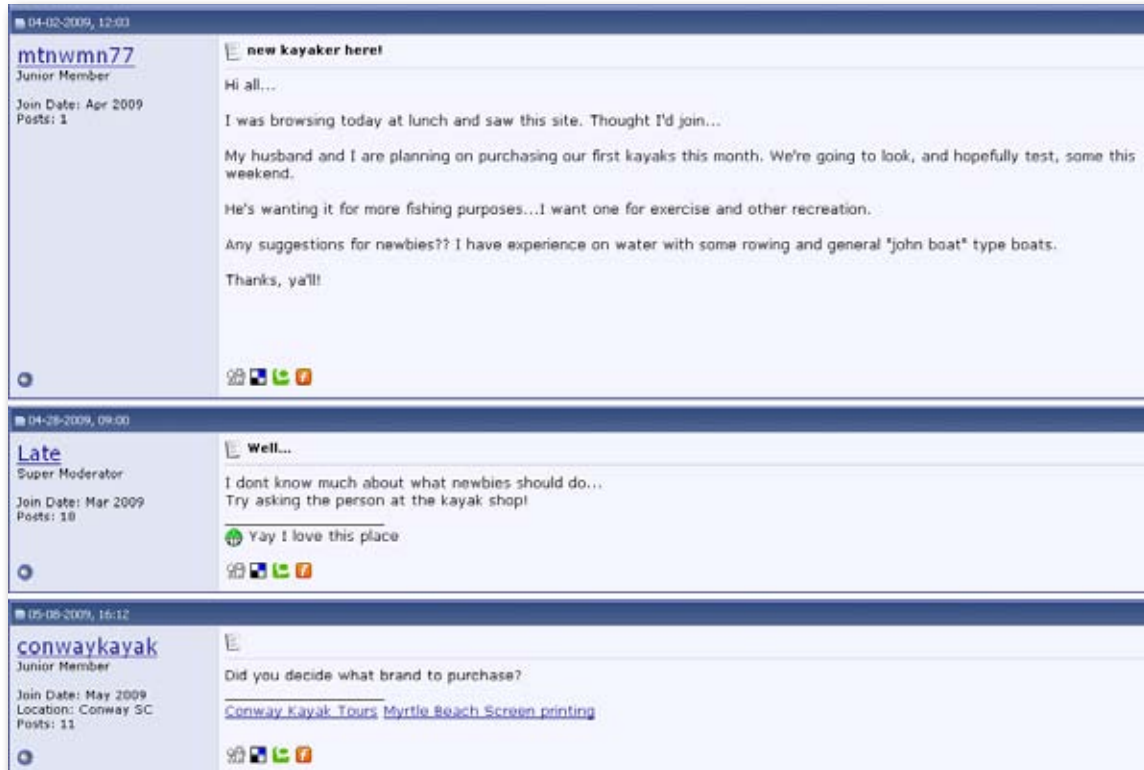 04-02-2009, 12:03
mtnwmn77
Junior Member
Join Date: Apr 2009
Posts: 1
new kayaker here!
Hi all...
I was browsing today at lunch and saw this site. Thought I'd join...
My husband and I are planning on purchasing our first kayaks this month. We're going to look, and hopefully test, some this
weekend.
He's wanting it for more fishing purposes...I want one for exercise and other recreation.
Any suggestions for newbies?? I have experience on water with some rowing and general "john boat" type boats.
Thanks, ya'll!
04-28-2009, 09:00
Late
Super Moderator
Join Date: Mar 2009
Posts: 18
Well...
I dont know much about what newbies should do...
Try asking the person at the kayak shop!
Yay I love this place
05-08-2009, 16:12
conwaykayak
Junior Member
Join Date: May 2009
Location: Conway SC
Posts: 11
Did you decide what brand to purchase?
Conway Kayak Tours Myrtle Beach Screen printing